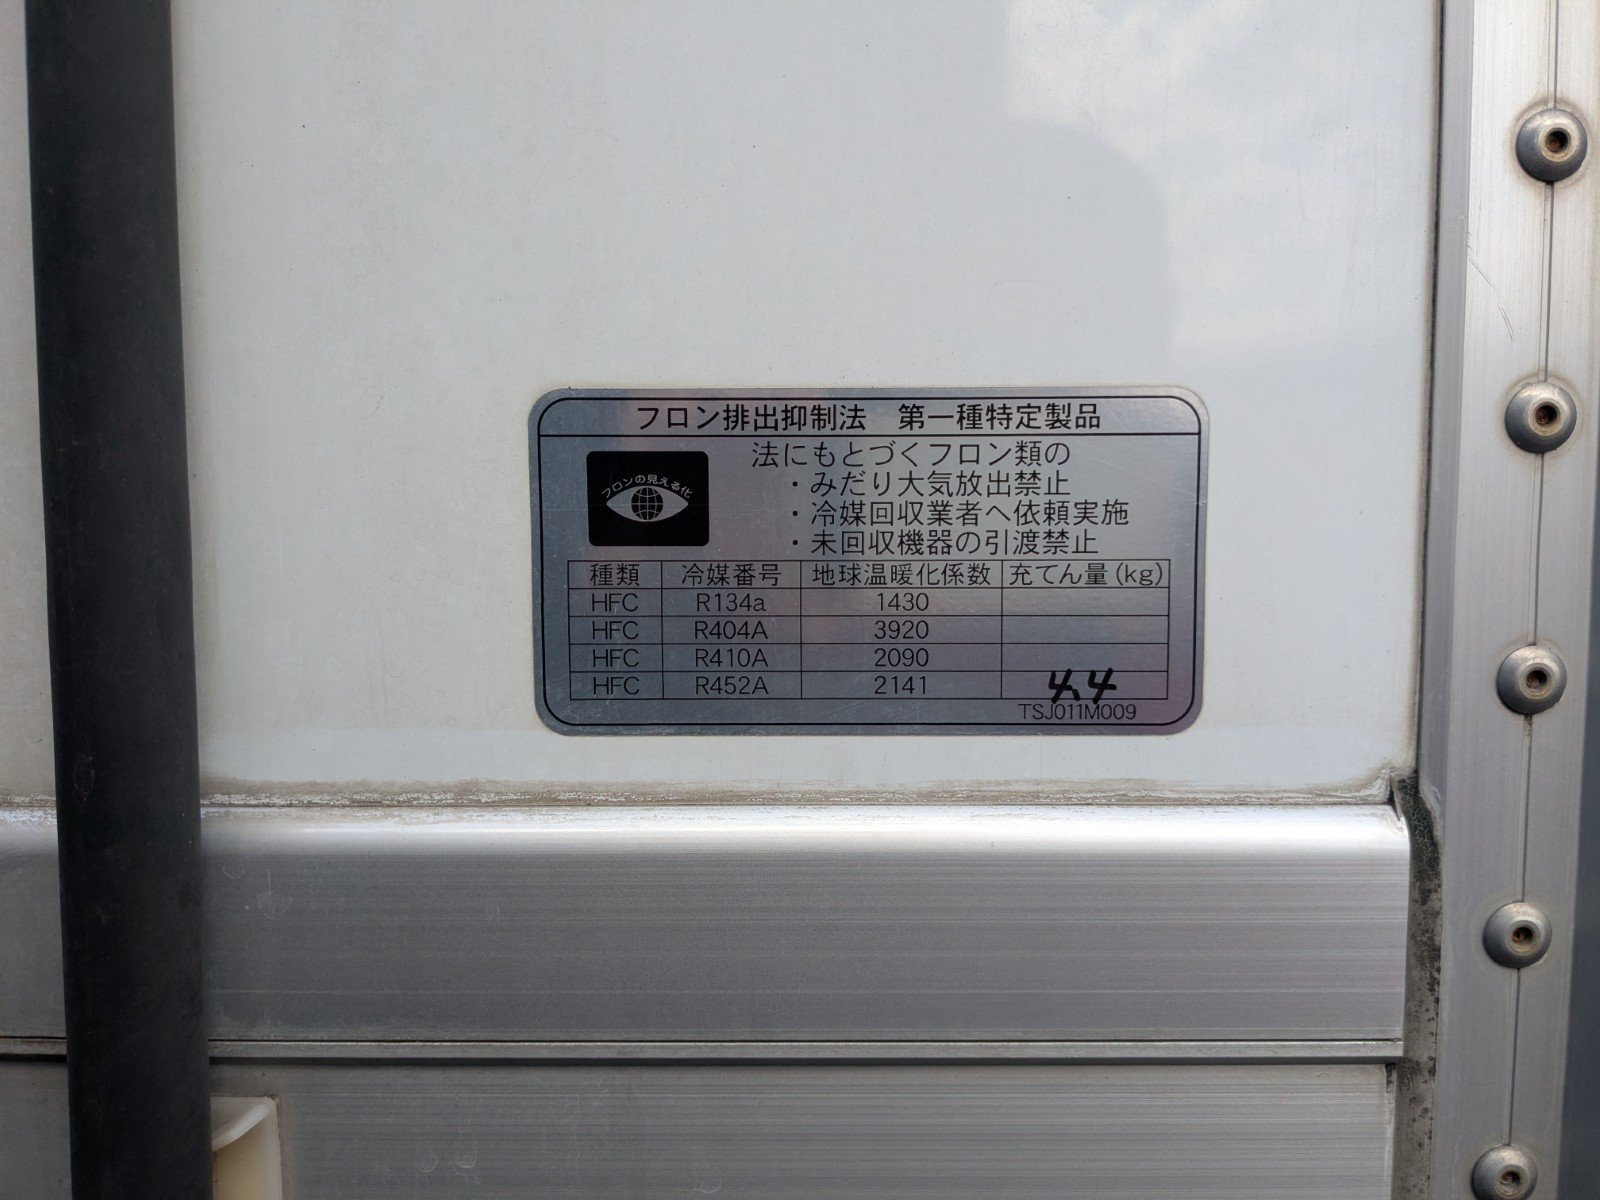 フロン排出抑制法　第一種特定製品
フロンの見える化
法にもとづくフロン類の
・みだり大気放出禁止
・冷媒回収業者へ依頼実施
・未回収機器の引渡禁止
種類 冷媒番号 地球温暖化係数 充てん量(kg)
HFC R134a 1430
HFC R404A 3920
HFC R410A 2090
HFC R452A 2141 4.4
TSJ011M009